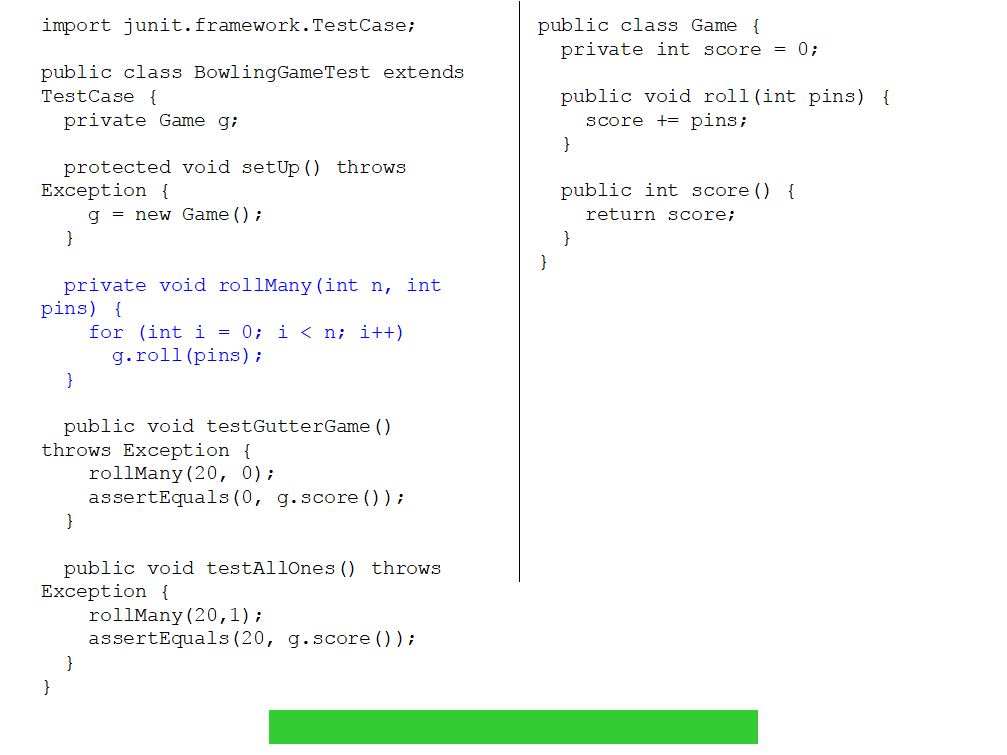 import junit.framework.TestCase;
public class BowlingGameTest extends
TestCase {
private Game g;
protected void setUp() throws
Exception {
g = new Game();
}
private void rollMany(int n, int
pins) {
for (int i = 0; i < n; i++)
g.roll(pins);
}
public void testGutterGame()
throws Exception {
rollMany(20, 0);
assertEquals(0, g.score());
}
public void testAllOnes() throws
Exception {
rollMany(20,1);
assertEquals(20, g.score());
}
}
public class Game {
private int score = 0;
public void roll(int pins) {
score += pins;
}
public int score() {
return score;
}
}